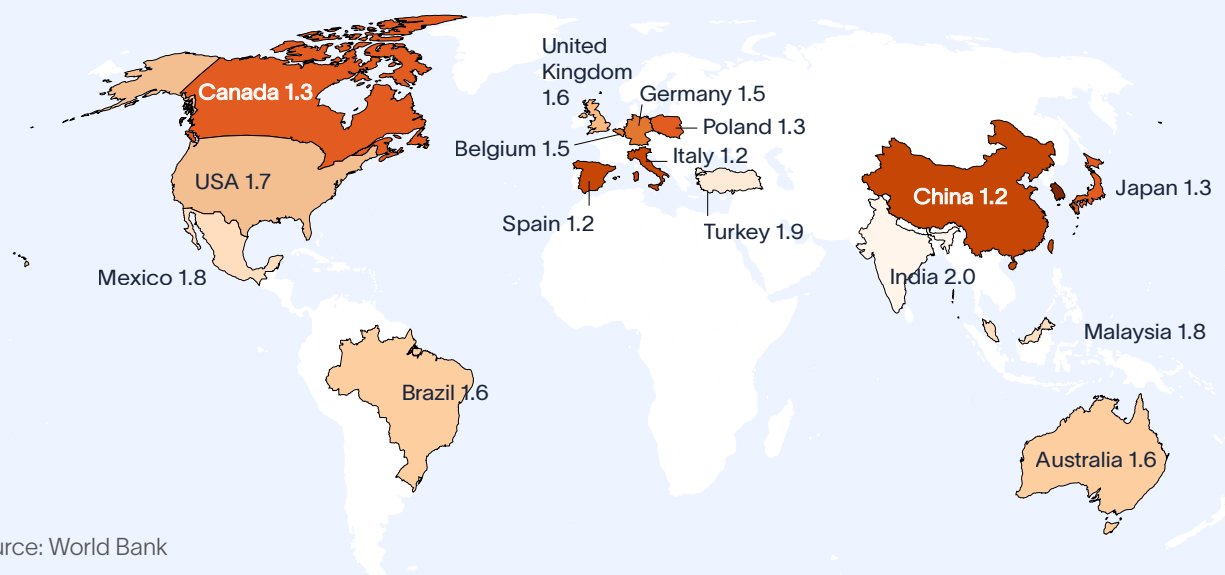 United
Kingdom
1.6
Canada 1.3
Germany 1.5
Poland 1.3
Belgium 1.5
Italy 1.2
USA 1.7
China 1.2
Japan 1.3
Spain 1.2
Turkey 1.9
Mexico 1.8
India 2.0
Malaysia 1.8
Brazil 1.6
Australia 1.6
urce: World Bank